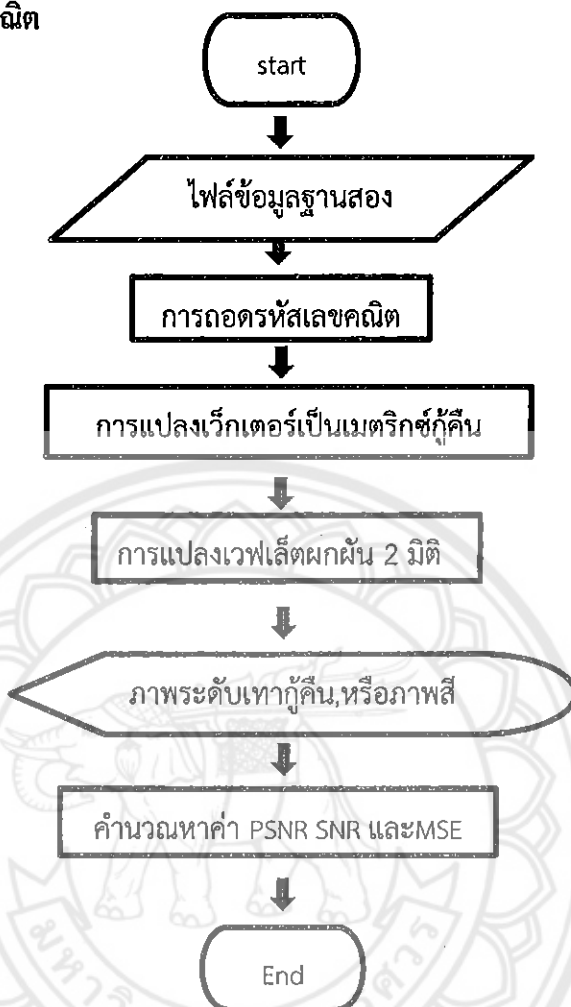 ณิต
start
ไฟล์ข้อมูลฐานสอง
การถอดรหัสเลขคณิต
การแปลงเว็กเตอร์เป็นเมตริกซ์กู้คืน
การแปลงเวฟเล็ตผกผัน 2 มิติ
ภาพระดับเทากู้คืน,หรือภาพสี
คำนวณหาค่า PSNR SNR และMSE
End